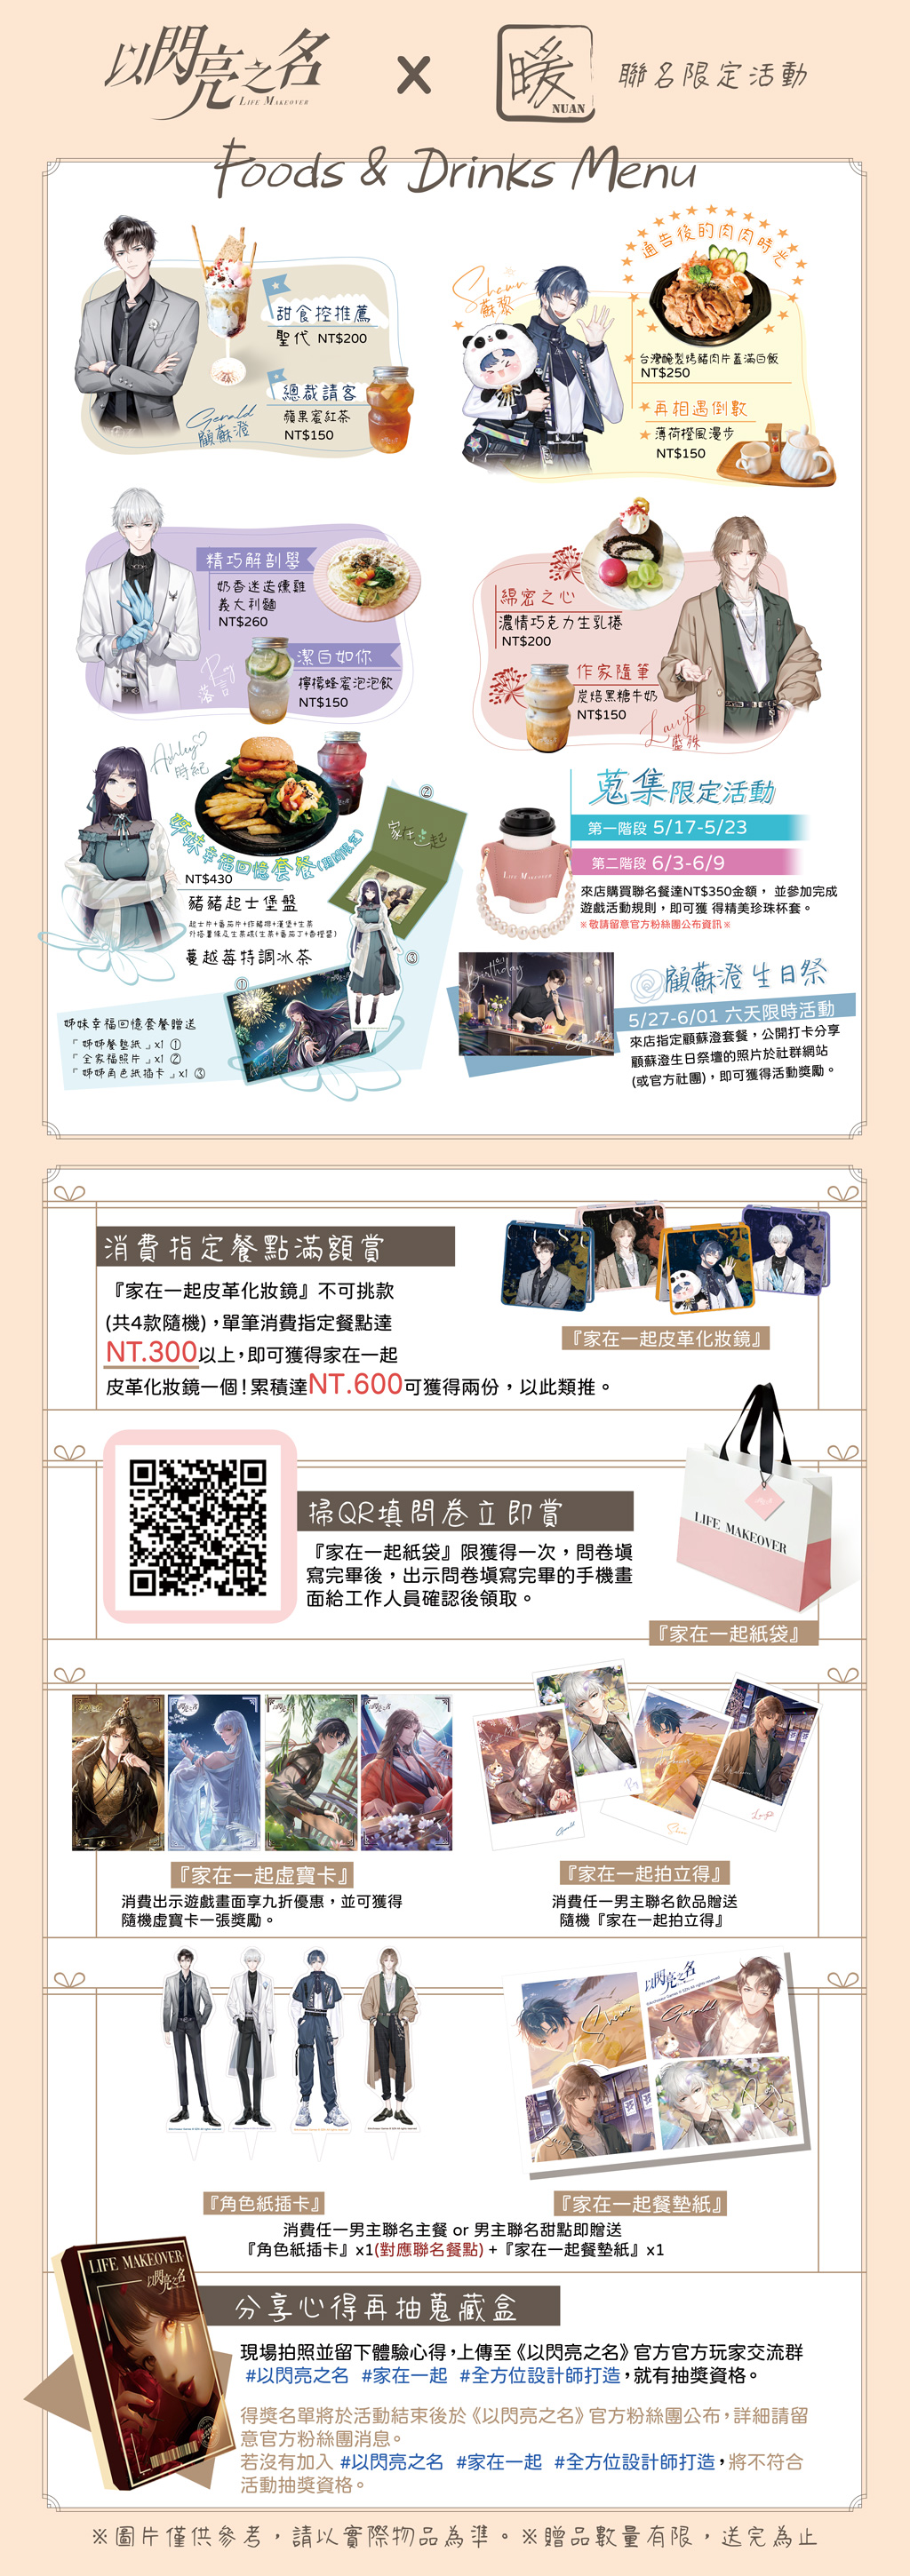 以閃亮之名
LIFE MAKEOVER
X
暖
NUAN
聯名限定活動
Foods & Drinks Menu
甜食控推薦
聖代 NT$200
總裁請客
蘋果蜜紅茶
NT$150
Gerald
顧蘇澄
通告後的肉肉時光
Shawn
蘇黎
台灣醃製烤豬肉片蓋滿白飯
NT$250
再相遇倒數
薄荷橙風漫步
NT$150
精巧解剖學
奶香迷迭燻雞
義大利麵
NT$260
潔白如你
檸檬蜂蜜泡泡飲
NT$150
綿密之心
濃情巧克力生乳捲
NT$200
作家隨筆
炭焙黑糖牛奶
NT$150
Ashley
時紀
姊妹幸福回憶套餐(期間限定)
NT$430
豬豬起士堡盤
蔓越莓特調冰茶
家在一起
①
②
③
姊妹幸福回憶套餐贈送
「姊姊餐墊紙」x1 ①
「全家福照片」x1 ②
「姊姊角色紙插卡」x1 ③
LIFE MAKEOVER
蒐集限定活動
第一階段 5/17-5/23
第二階段 6/3-6/9
來店購買聯名餐達NT$350金額， 並參加完成
遊戲活動規則，即可獲 得精美珍珠杯套。
※敬請留意官方粉絲團公布資訊※
Birthday
顧蘇澄生日祭
5/27-6/01 六天限時活動
來店指定顧蘇澄套餐，公開打卡分享
顧蘇澄生日祭壇的照片於社群網站
(或官方社團)，即可獲得活動獎勵。
消費指定餐點滿額賞
『家在一起皮革化妝鏡』不可挑款
(共4款隨機)，單筆消費指定餐點達
NT.300以上，即可獲得家在一起
皮革化妝鏡一個！累積達NT.600可獲得兩份，以此類推。
『家在一起皮革化妝鏡』
掃QR填問卷立即賞
『家在一起紙袋』限獲得一次，問卷填
寫完畢後，出示問卷填寫完畢的手機畫
面給工作人員確認後領取。
LIFE MAKEOVER
『家在一起紙袋』
『家在一起虛寶卡』
消費出示遊戲畫面享九折優惠，並可獲得
隨機虛寶卡一張獎勵。
『家在一起拍立得』
消費任一男主聯名飲品贈送
隨機『家在一起拍立得』
以閃亮之名
Shawn
Gerald
『角色紙插卡』
『家在一起餐墊紙』
消費任一男主聯名主餐 or 男主聯名甜點即贈送
『角色紙插卡』x1(對應聯名餐點) +『家在一起餐墊紙』x1
LIFE MAKEOVER
以閃亮之名
分享心得再抽蒐藏盒
現場拍照並留下體驗心得，上傳至《以閃亮之名》官方官方玩家交流群
#以閃亮之名 #家在一起 #全方位設計師打造，就有抽獎資格。
得獎名單將於活動結束後於《以閃亮之名》官方粉絲團公布，詳細請留
意官方粉絲團消息。
若沒有加入 #以閃亮之名 #家在一起 #全方位設計師打造，將不符合
活動抽獎資格。
※圖片僅供參考，請以實際物品為準。※贈品數量有限，送完為止